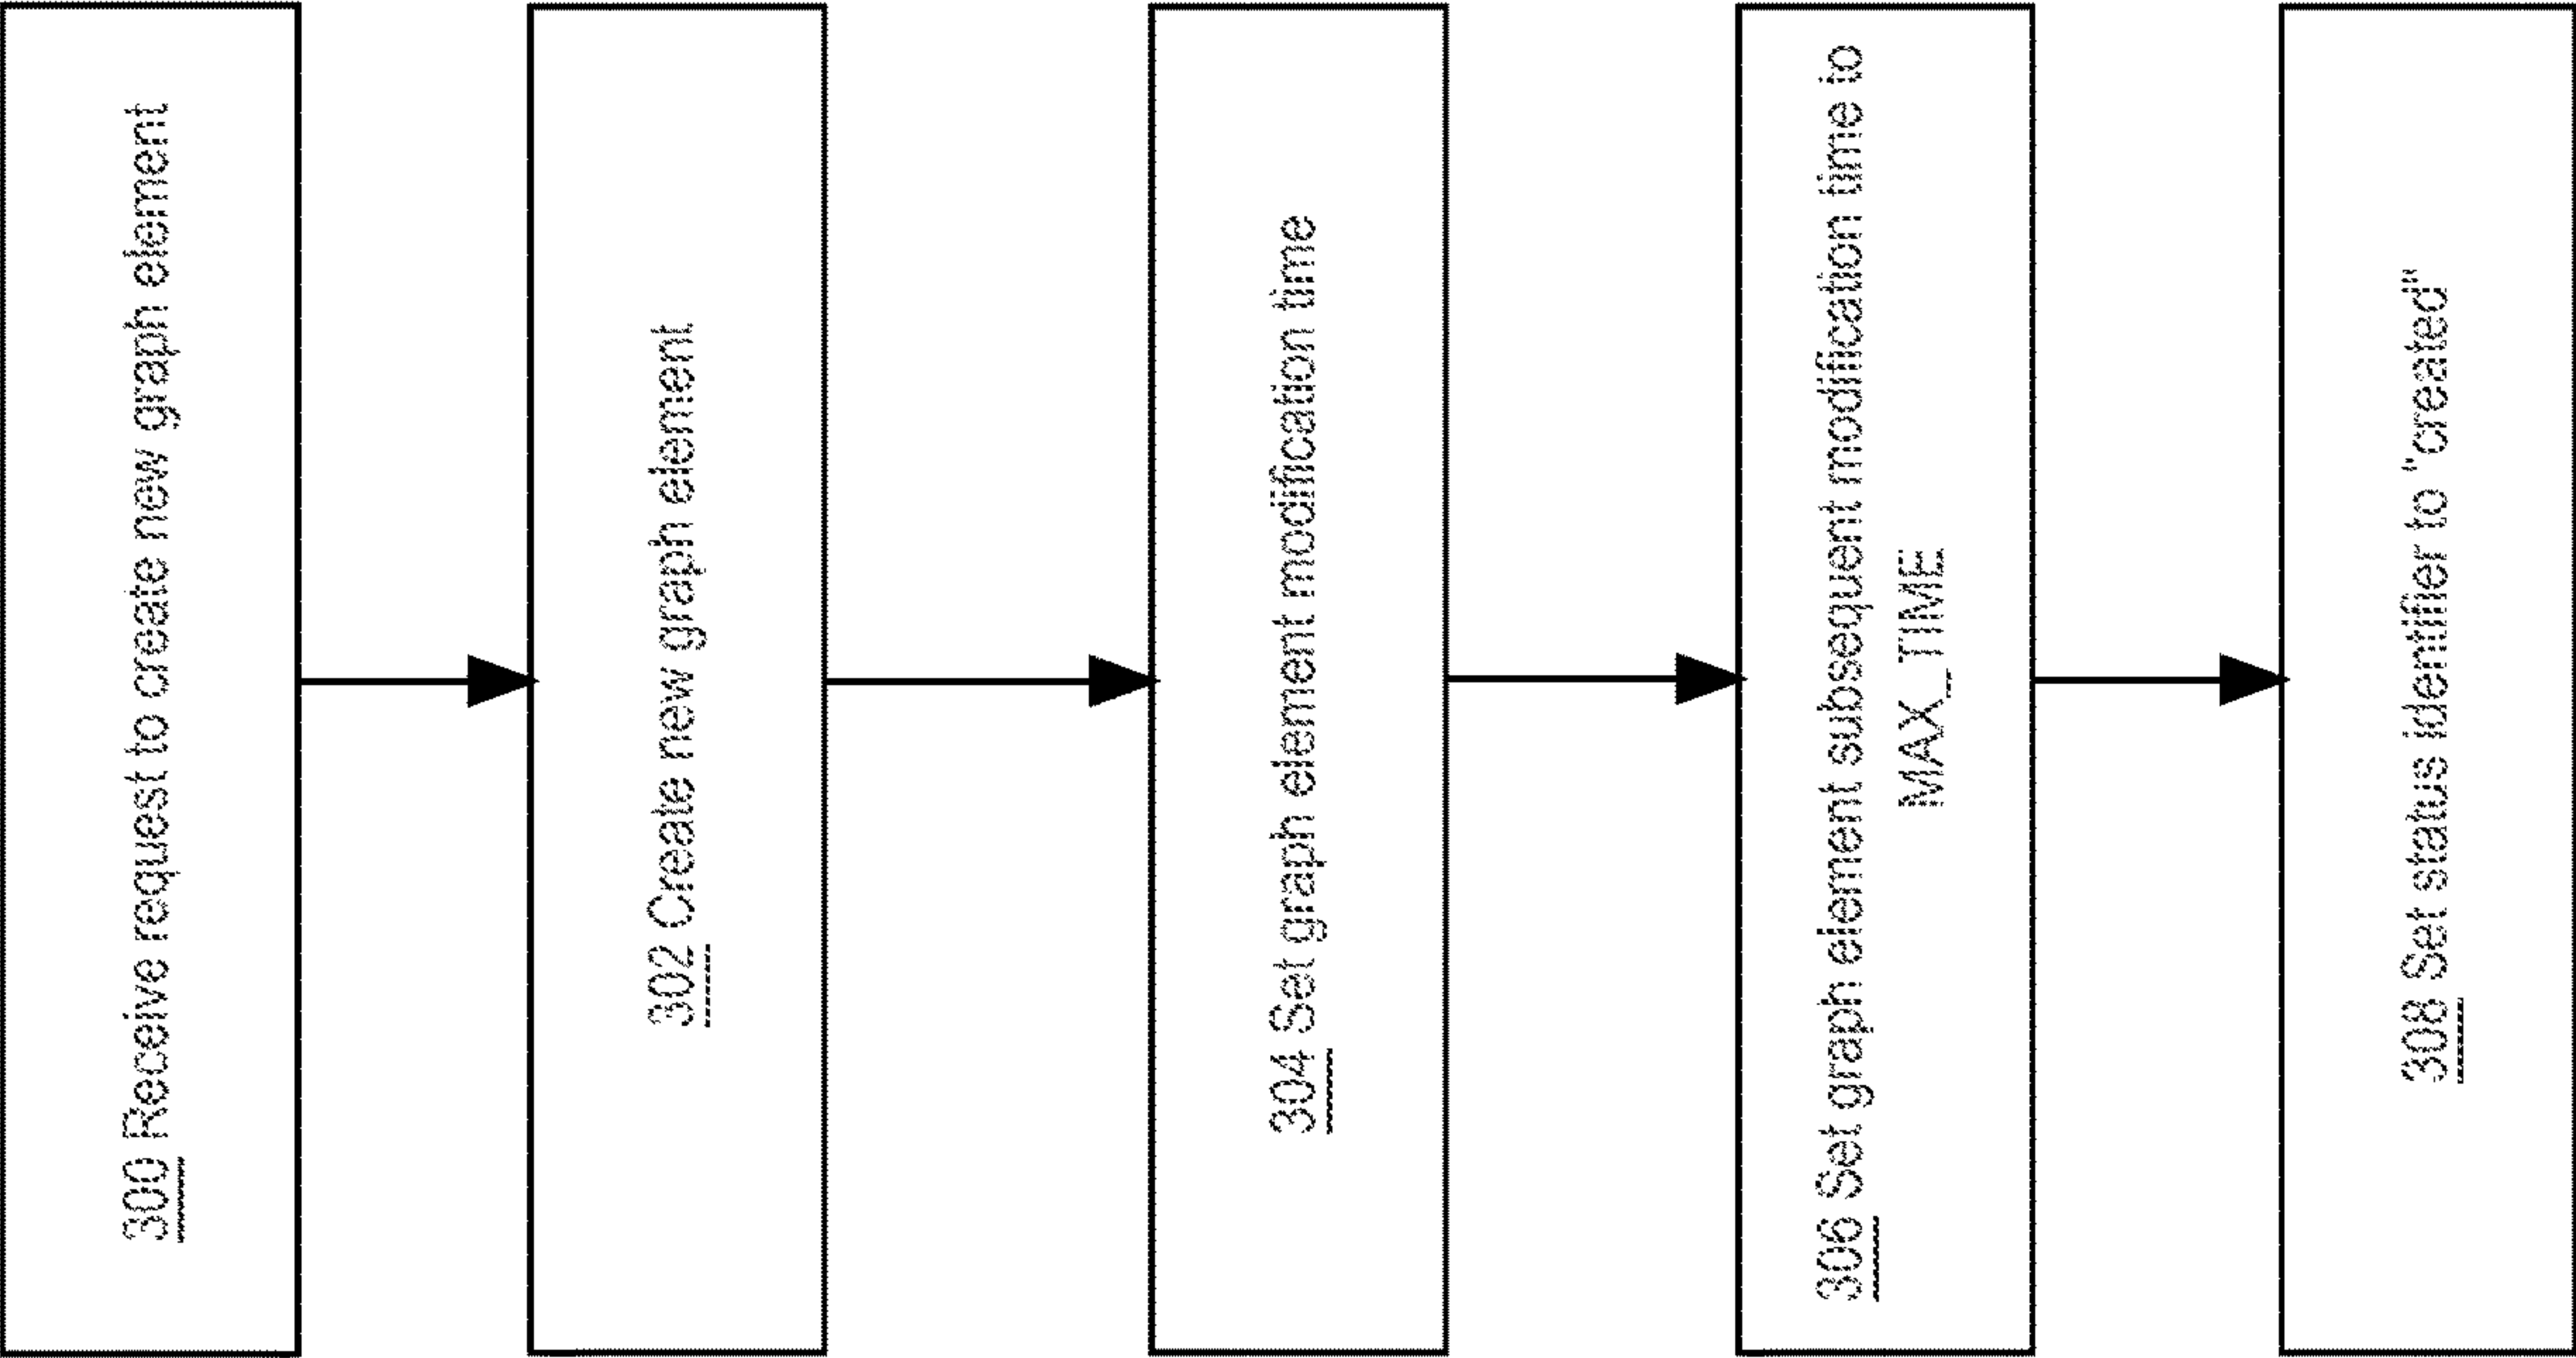 300 Receive request to create new graph element
302 Create new graph element
304 Set graph element modification time
306 Set graph element subsequent modification time to
MAX_TIME
308 Set status identifier to "created"